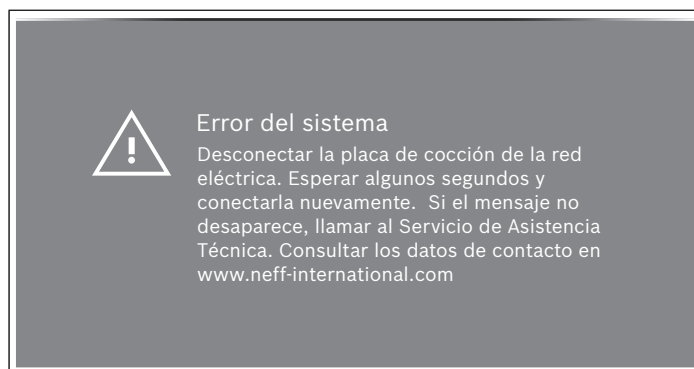 Error del sistema
Desconectar la placa de cocción de la red
eléctrica. Esperar algunos segundos y
conectarla nuevamente.  Si el mensaje no
desaparece, llamar al Servicio de Asistencia
Técnica. Consultar los datos de contacto en
www.neff-international.com